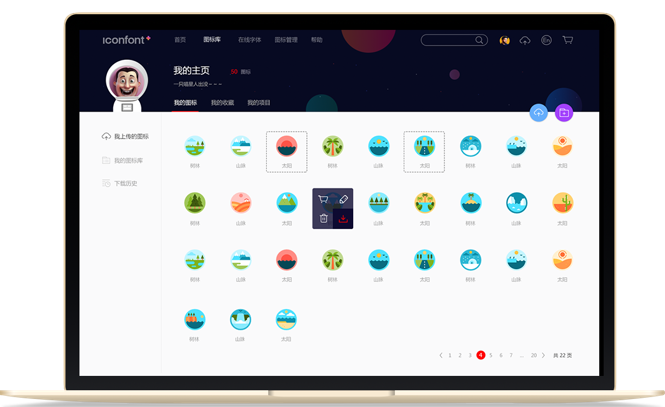 iconfont+
首页 图标库 在线字体 图标管理 帮助
En
我的主页 58 图标
一只喵星人出没~~~
我的图标 我的收藏 我的项目
我上传的图标
我的图标库
下载历史
树林 山脉 太阳 树林 山脉 太阳 树林 山脉 太阳
树林 山脉 太阳 山脉 太阳 树林 山脉 太阳
树林 山脉 太阳 树林 山脉 太阳 树林 山脉 太阳
树林 山脉 太阳
< 1 2 3 4 5 6 7 ... 20 > 共 22 页